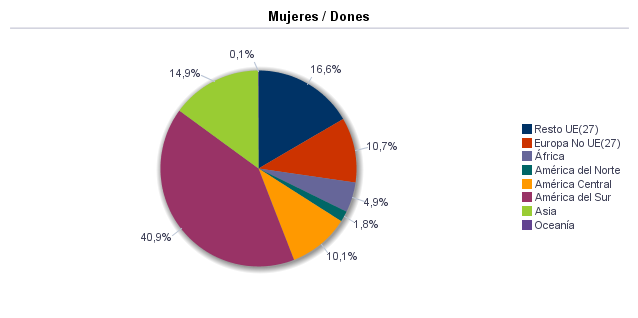 Mujeres / Dones
0,1%
16,6%
14,9%
10,7%
4,9%
1,8%
10,1%
40,9%
Resto UE(27)
Europa No UE(27)
África
América del Norte
América Central
América del Sur
Asia
Oceanía